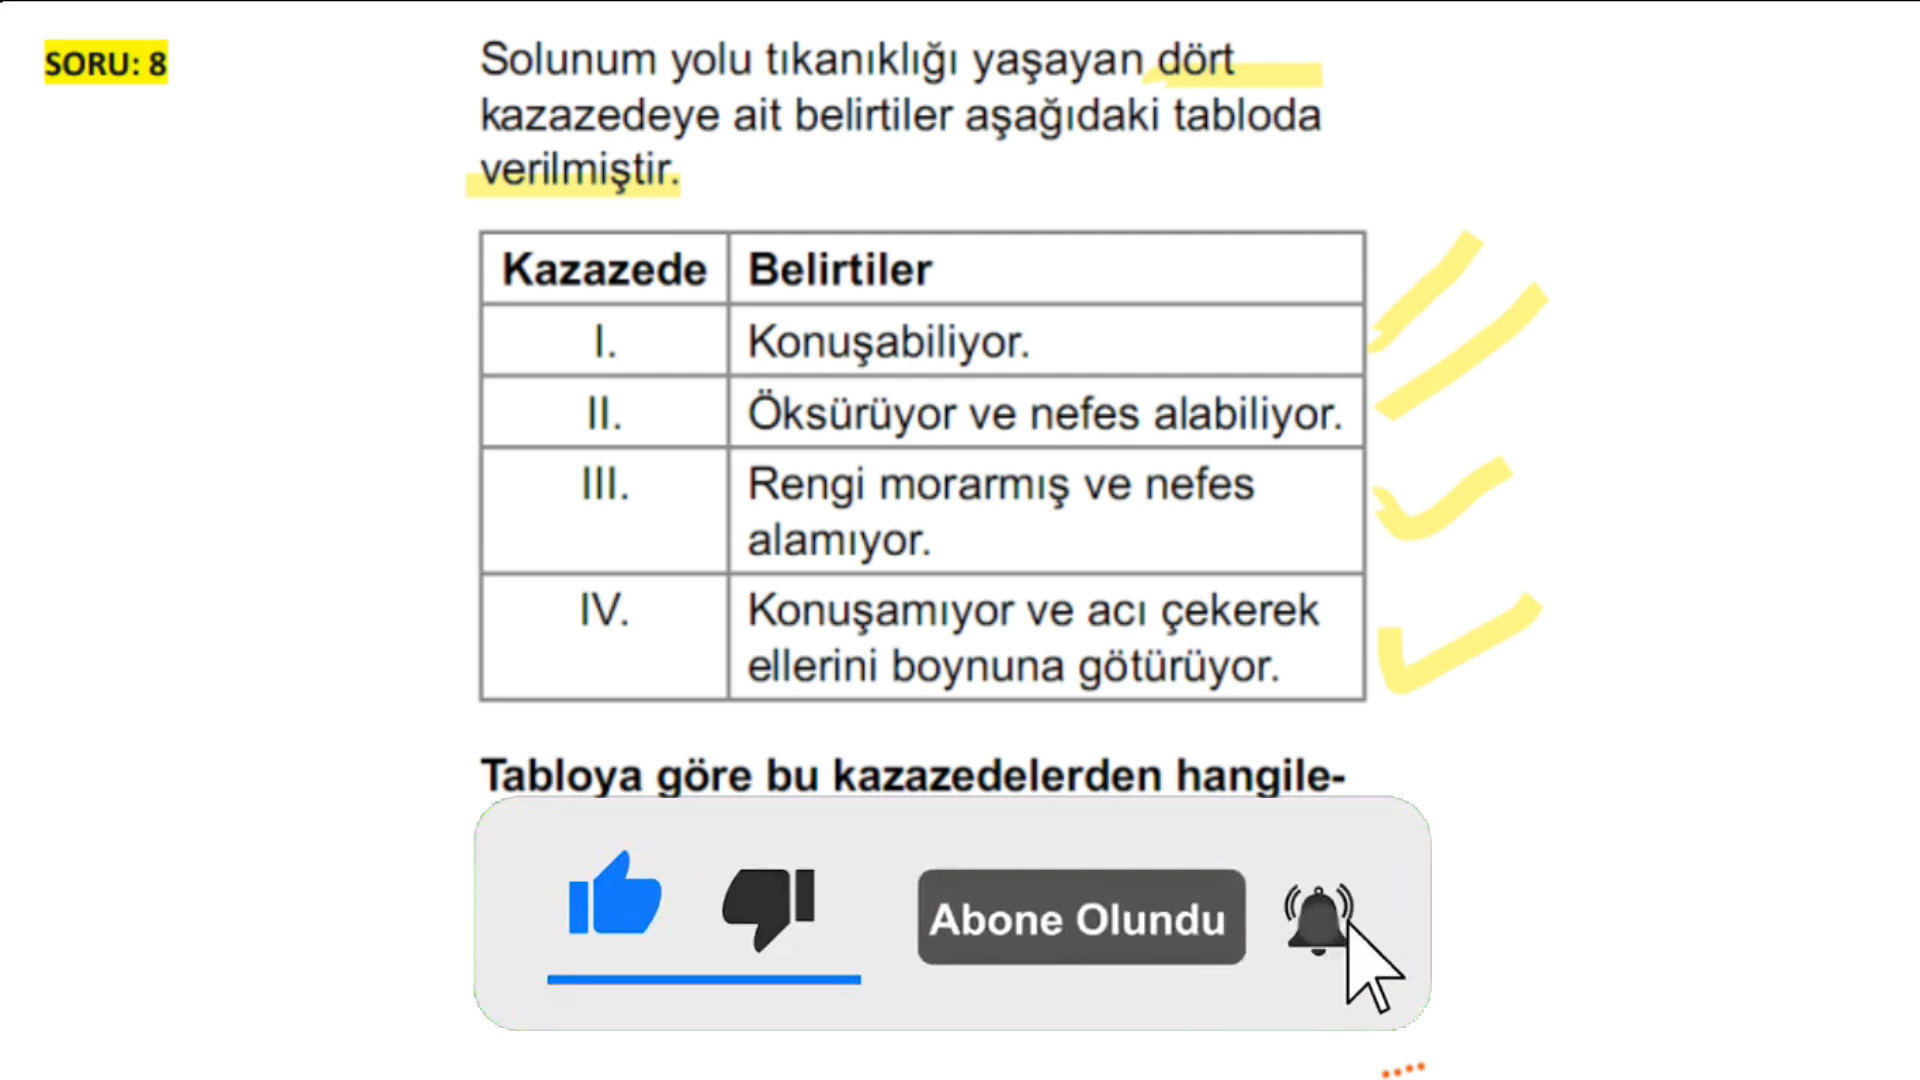 SORU: 8
Solunum yolu tıkanıklığı yaşayan dört
kazazedeye ait belirtiler aşağıdaki tabloda
verilmiştir.
Kazazede Belirtiler
I. Konuşabiliyor.
II. Öksürüyor ve nefes alabiliyor.
III. Rengi morarmış ve nefes
alamıyor.
IV. Konuşamıyor ve acı çekerek
ellerini boynuna götürüyor.
Tabloya göre bu kazazedelerden hangile-
Abone Olundu